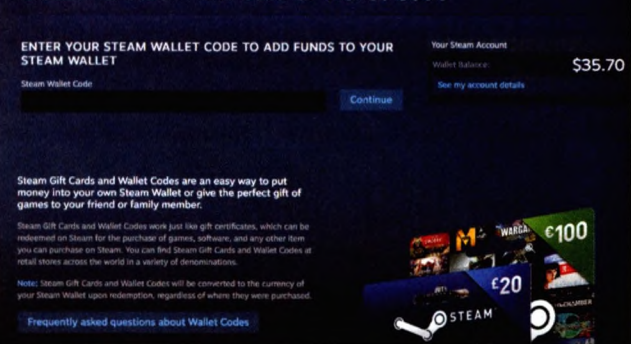 ENTER YOUR STEAM WALLET CODE TO ADD FUNDS TO YOUR
STEAM WALLET
Steam Wallet Code
Continue
Your Steam Account
Wallet Balance:
$35.70
See my account details
Steam Gift Cards and Wallet Codes are an easy way to put
money into your own Steam Wallet or give the perfect gift of
games to your friend or family member.
Steam Gift Cards and Wallet Codes work just like gift certificates, which can be
redeemed on Steam for the purchase of games, software, and any other item
you can purchase on Steam. You can find Steam Gift Cards and Wallet Codes at
retail stores across the world in a variety of denominations.
Note: Steam Gift Cards and Wallet Codes will be converted to the currency of
your Steam Wallet upon redemption, regardless of where they were purchased.
Frequently asked questions about Wallet Codes
WARGA
€100
£20
STEAM